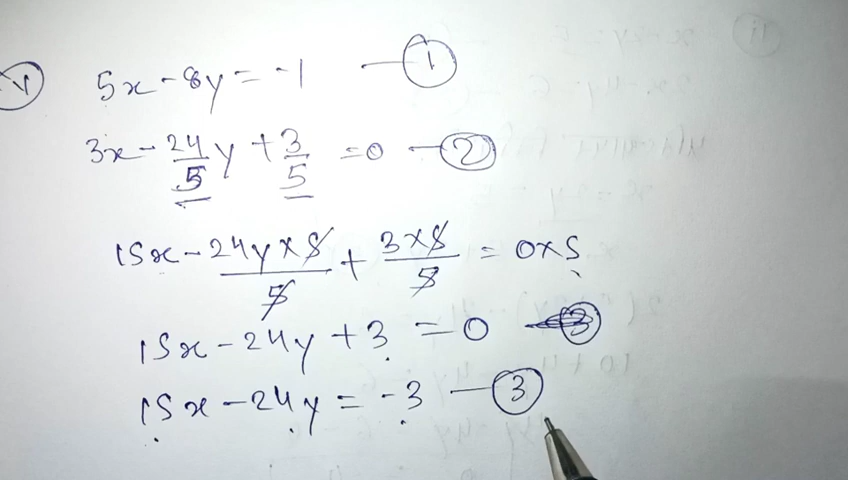 v 5x - 8y = -1 — 1
3x - 24/5 y + 3/5 = 0 — 2
15x - 24y×5/5 + 3×5/5 = 0×5
15x - 24y + 3 = 0 — 3
15x - 24y = -3 — 3